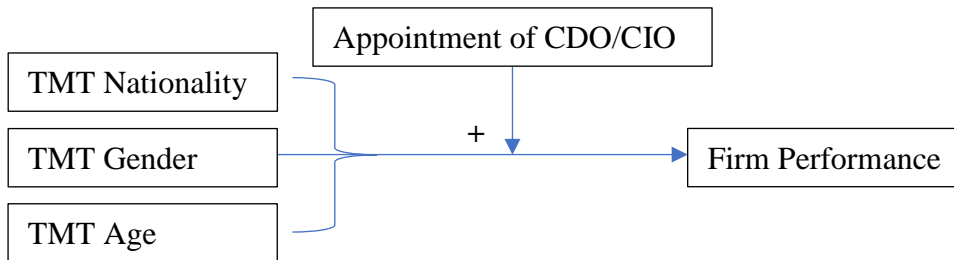 Appointment of CDO/CIO
TMT Nationality
+
TMT Gender
Firm Performance
TMT Age